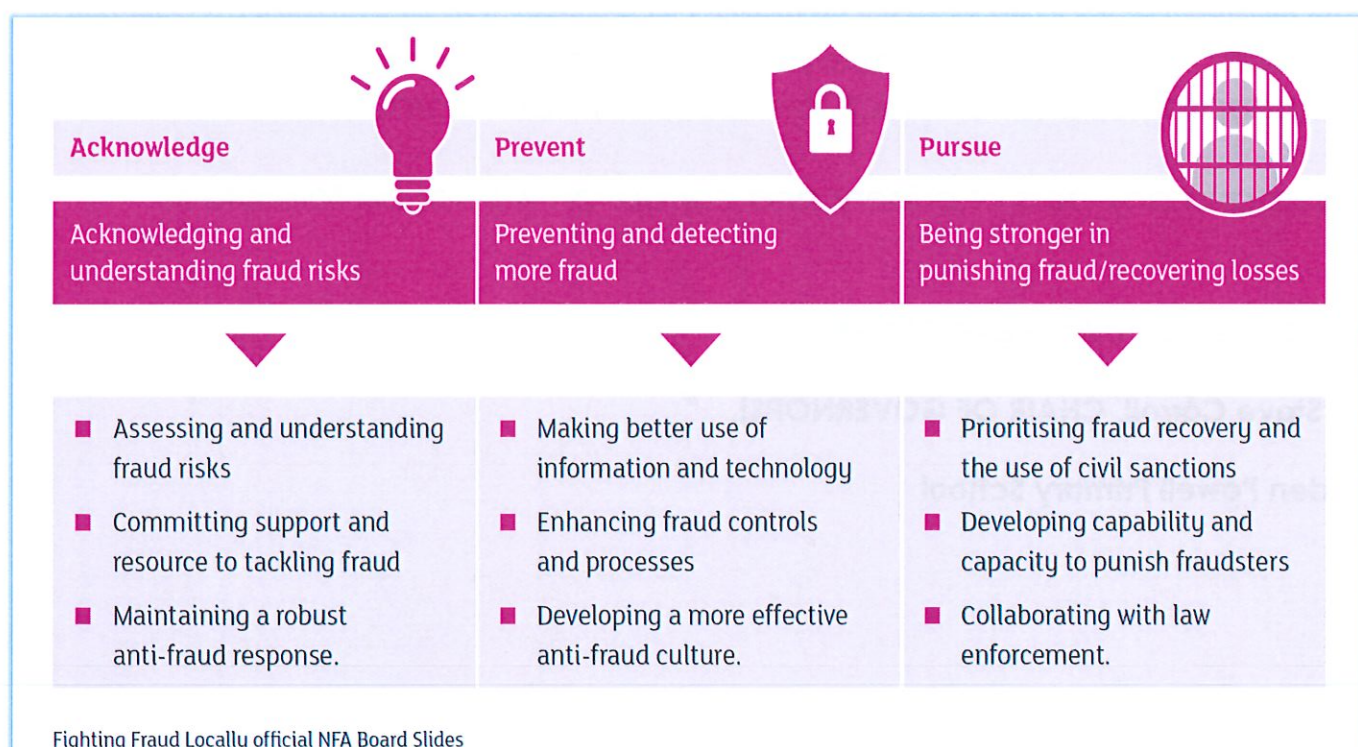 Acknowledge
Acknowledging and
understanding fraud risks
Assessing and understanding
fraud risks
Committing support and
resource to tackling fraud
Maintaining a robust
anti-fraud response.
Prevent
Preventing and detecting
more fraud
Making better use of
information and technology
Enhancing fraud controls
and processes
Developing a more effective
anti-fraud culture.
Pursue
Being stronger in
punishing fraud/recovering losses
Prioritising fraud recovery and
the use of civil sanctions
Developing capability and
capacity to punish fraudsters
Collaborating with law
enforcement.
Fighting Fraud Locally official NFA Board Slides